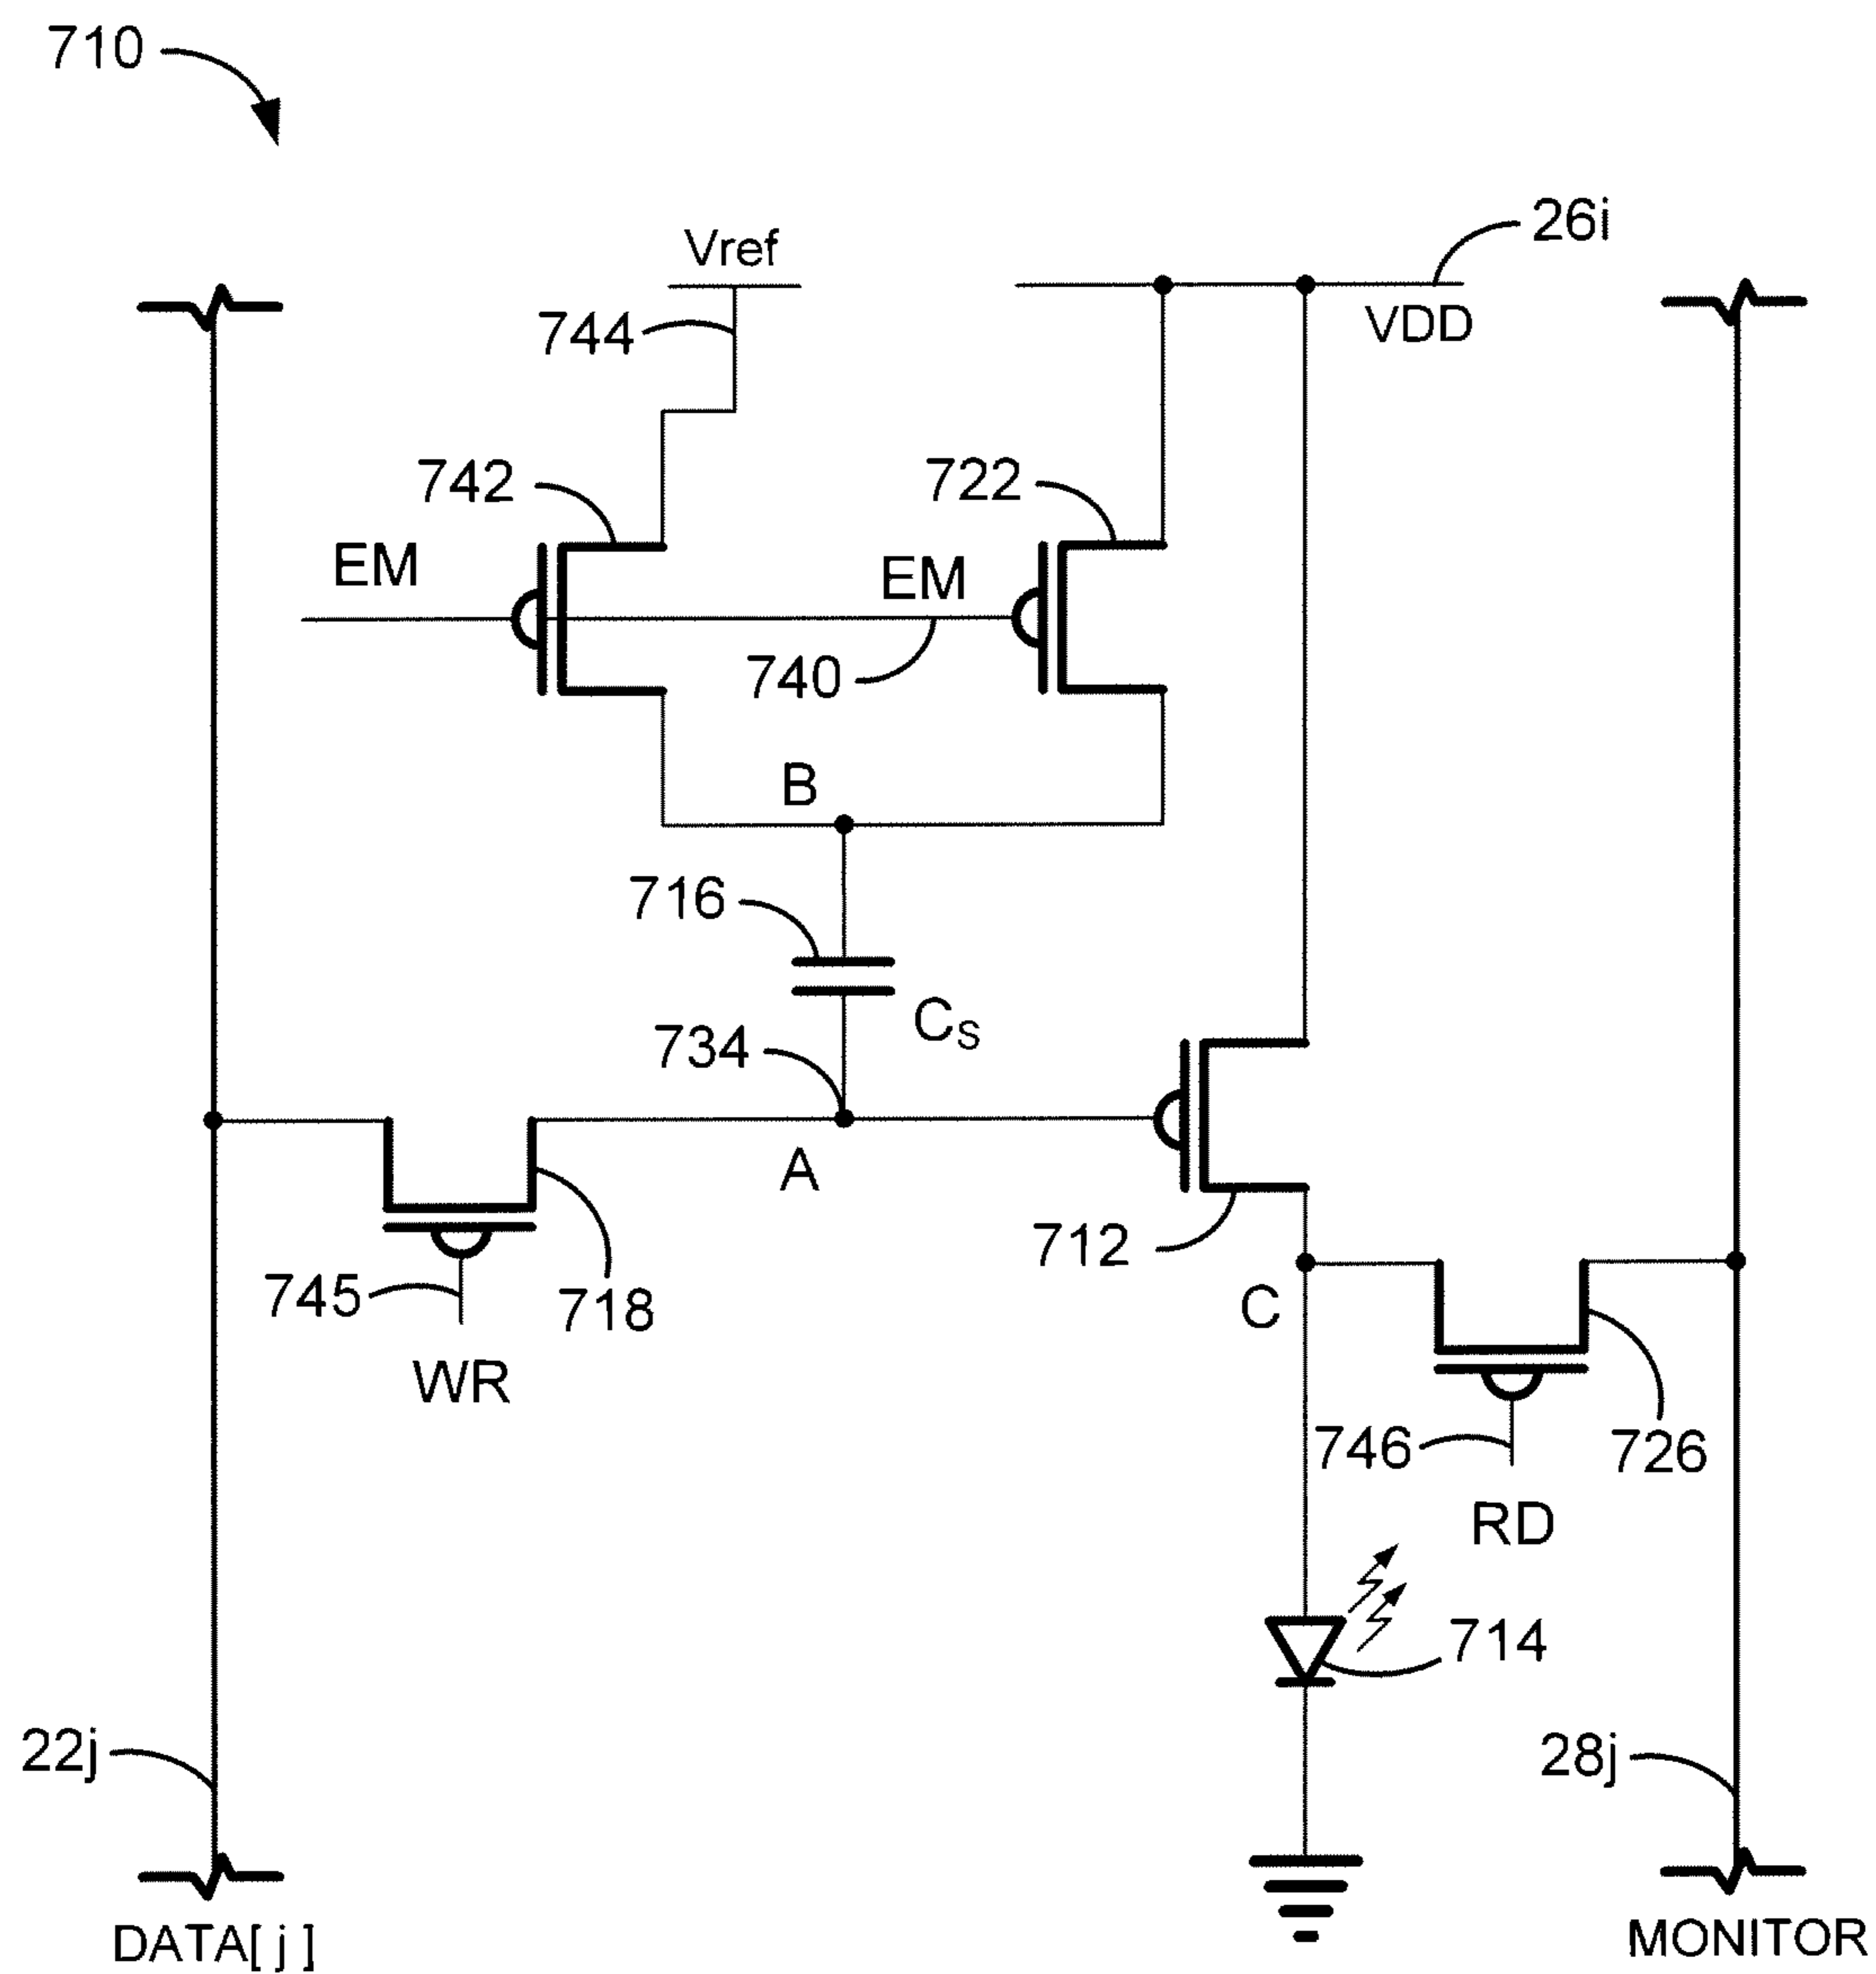 710
Vref
26i
744
VDD
742
722
EM
EM
740
B
716
Cs
734
A
712
745
718
C
WR
746
726
RD
714
22j
28j
DATA[ j ]
MONITOR